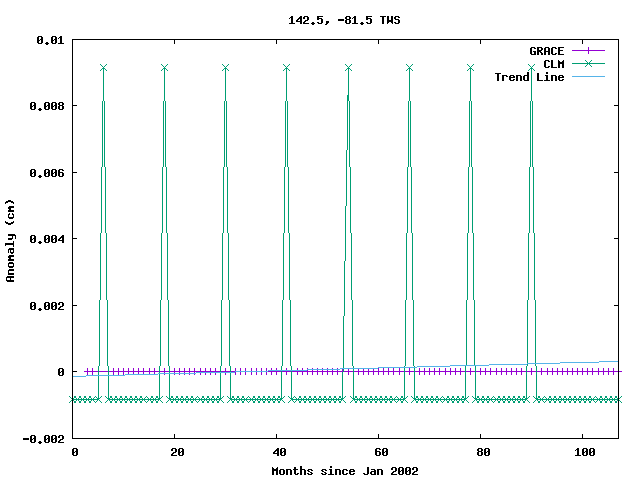 142.5, -81.5 TWS
0.01
0.008
0.006
0.004
0.002
0
-0.002
Anomaly (cm)
GRACE
CLM
Trend Line
0 20 40 60 80 100
Months since Jan 2002